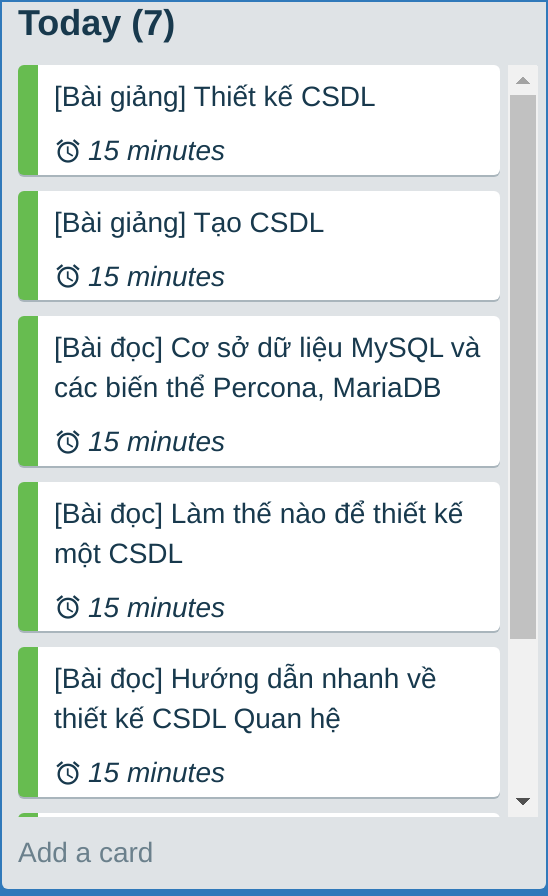 Today (7)
[Bài giảng] Thiết kế CSDL
15 minutes
[Bài giảng] Tạo CSDL
15 minutes
[Bài đọc] Cơ sở dữ liệu MySQL và
các biến thể Percona, MariaDB
15 minutes
[Bài đọc] Làm thế nào để thiết kế
một CSDL
15 minutes
[Bài đọc] Hướng dẫn nhanh về
thiết kế CSDL Quan hệ
15 minutes
Add a card